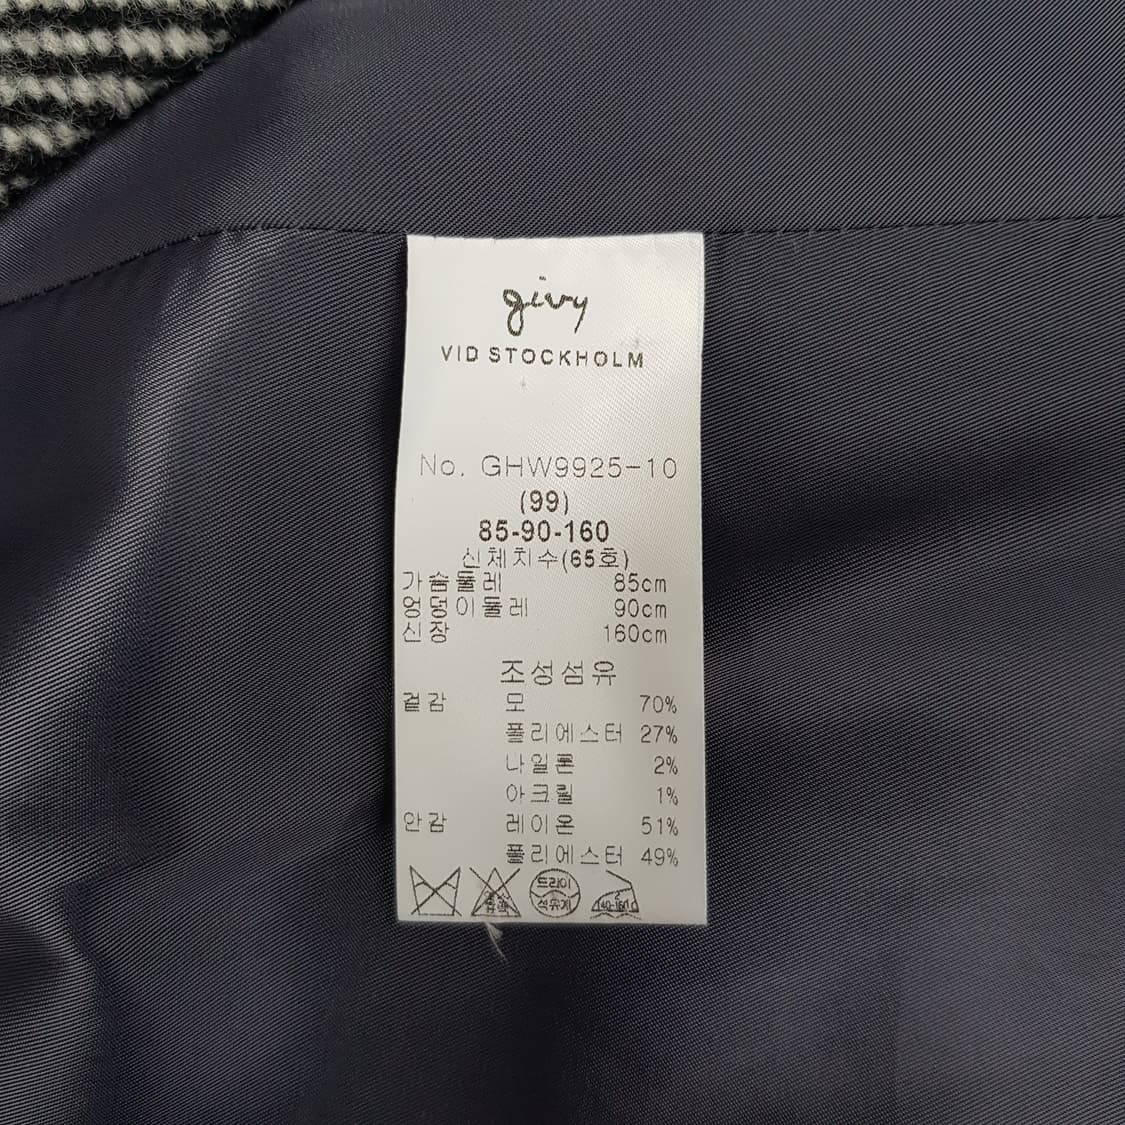 givy
VID STOCKHOLM
No. GHW9925-10
(99)
85-90-160
신체치수(65호)
가슴둘레 85cm
엉덩이둘레 90cm
신장 160cm
조성섬유
겉감 모 70%
폴리에스터 27%
나일론 2%
아크릴 1%
안감 레이온 51%
폴리에스터 49%
드라이
석유계
2
140-160℃